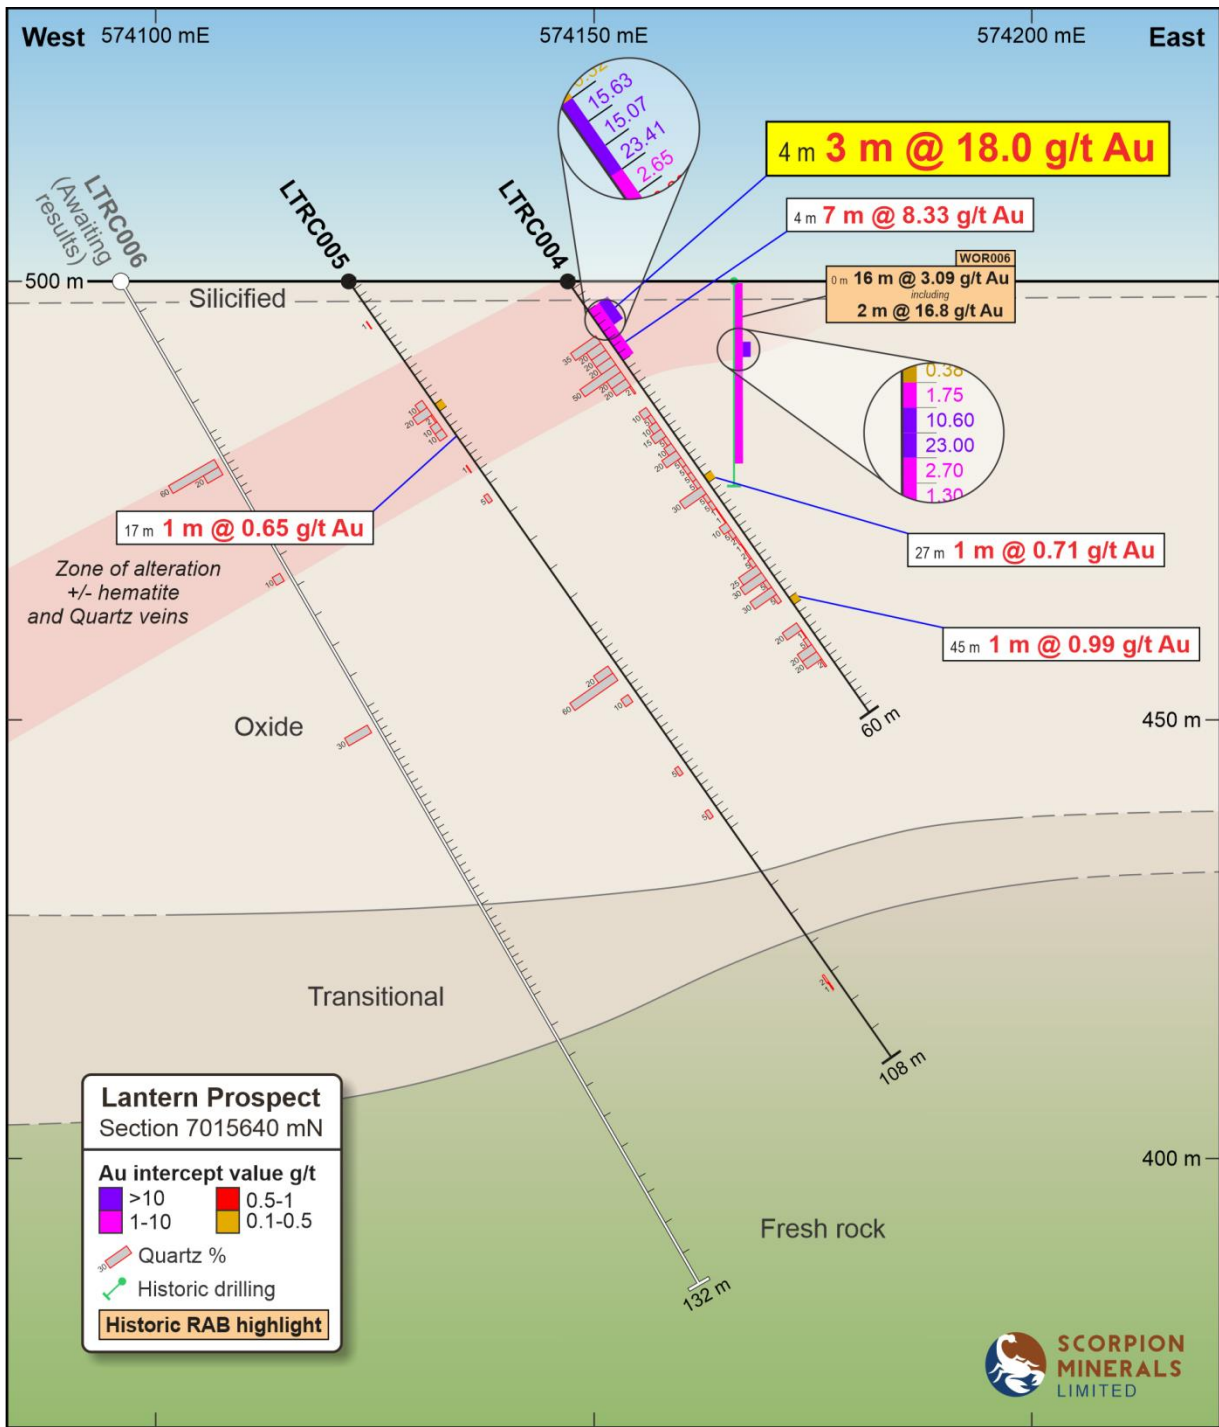 West 574100 mE 574150 mE 574200 mE East
0.52
15.63
15.07
23.41
2.65
4 m 3 m @ 18.0 g/t Au
4 m 7 m @ 8.33 g/t Au
WOR006
0 m 16 m @ 3.09 g/t Au
including
2 m @ 16.8 g/t Au
LTRC006
(Awaiting
results)
LTRC005
LTRC004
500 m
Silicified
0.38
1.75
10.60
23.00
2.70
1.30
17 m 1 m @ 0.65 g/t Au
27 m 1 m @ 0.71 g/t Au
45 m 1 m @ 0.99 g/t Au
Zone of alteration
+/- hematite
and Quartz veins
Oxide
60 m
450 m
Transitional
108 m
400 m
Fresh rock
132 m
Lantern Prospect
Section 7015640 mN
Au intercept value g/t
>10 0.5-1
1-10 0.1-0.5
30 Quartz %
Historic drilling
Historic RAB highlight
SCORPION
MINERALS
LIMITED